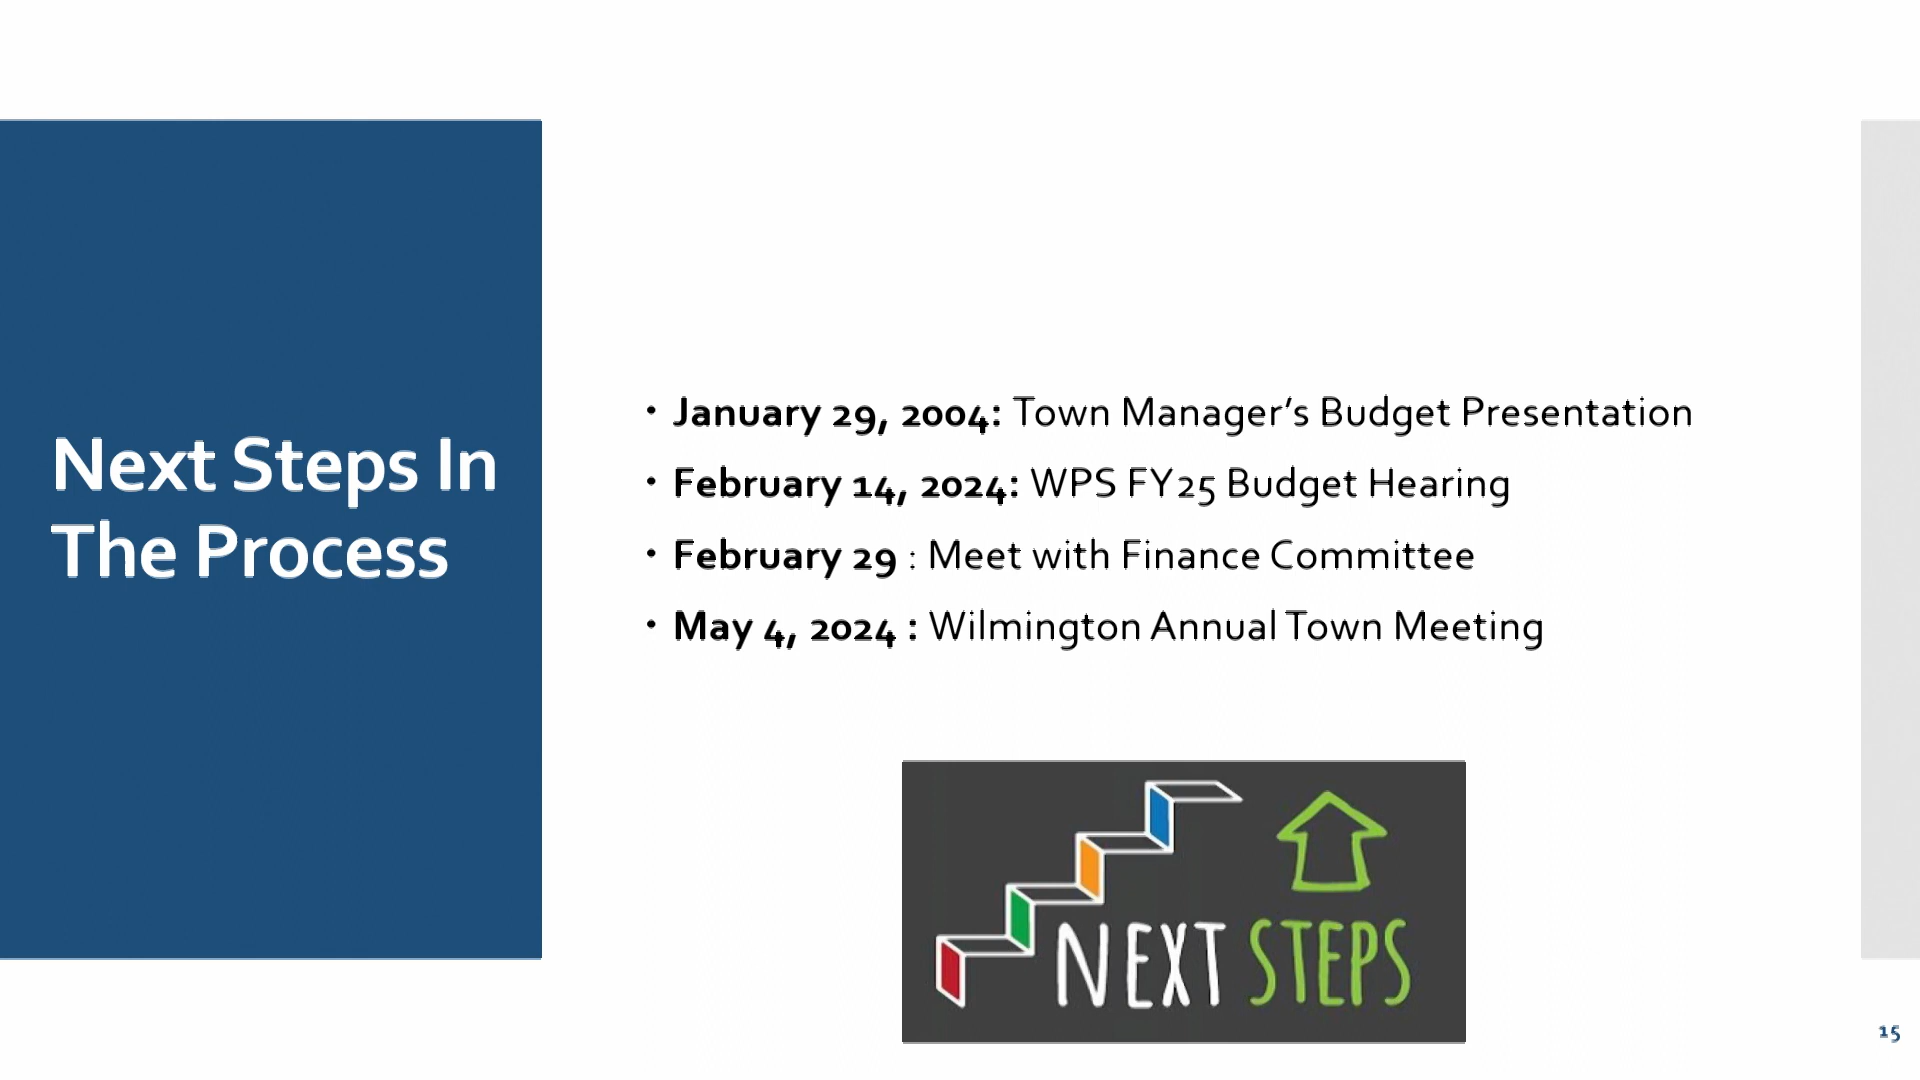 Next Steps In
The Process
• January 29, 2004: Town Manager's Budget Presentation
• February 14, 2024: WPS FY25 Budget Hearing
• February 29 : Meet with Finance Committee
• May 4, 2024 : Wilmington Annual Town Meeting
NEXT STEPS
15